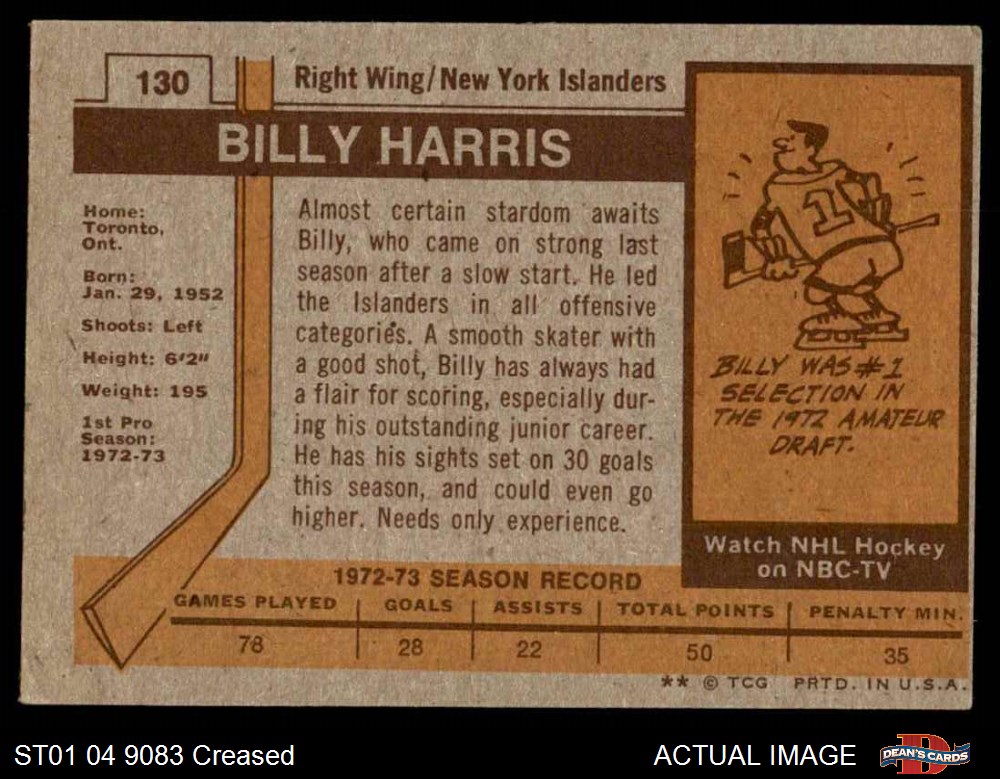 130
Right Wing/New York Islanders
BILLY HARRIS
Home:
Toronto,
Ont.
Born:
Jan. 29, 1952
Shoots: Left
Height: 6'2"
Weight: 195
1st Pro
Season:
1972-73
Almost certain stardom awaits
Billy, who came on strong last
season after a slow start. He led
the Islanders in all offensive
categories. A smooth skater with
a good shot, Billy has always had
a flair for scoring, especially dur-
ing his outstanding junior career.
He has his sights set on 30 goals
this season, and could even go
higher. Needs only experience.
1
BILLY WAS #1
SELECTION IN
THE 1972 AMATEUR
DRAFT.
Watch NHL Hockey
on NBC-TV
1972-73 SEASON RECORD
GAMES PLAYED GOALS ASSISTS TOTAL POINTS PENALTY MIN.
78 28 22 50 35
** © TCG PRTD. IN U.S.A.
ST01 04 9083 Creased ACTUAL IMAGE DEAN'S CARDS